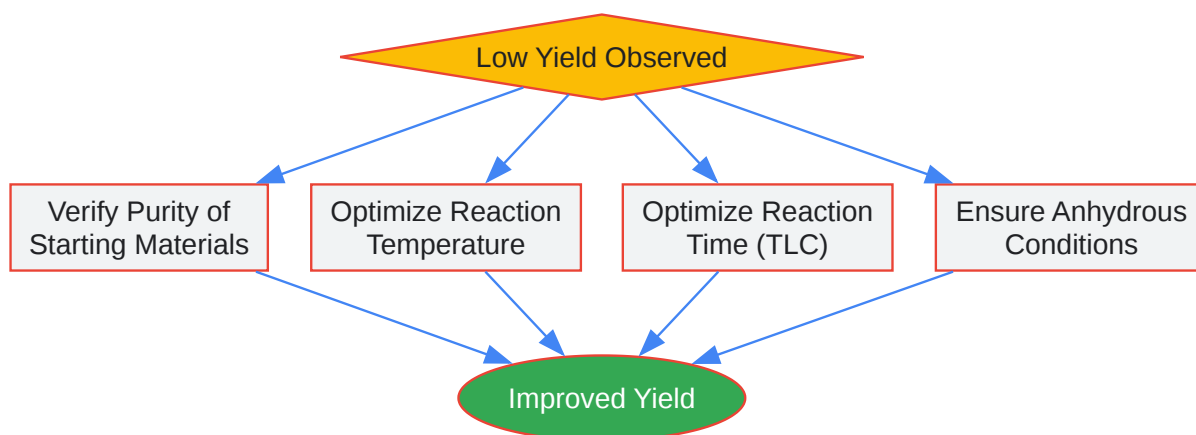 Low Yield Observed
Verify Purity of
Starting Materials
Optimize Reaction
Temperature
Optimize Reaction
Time (TLC)
Ensure Anhydrous
Conditions
Improved Yield